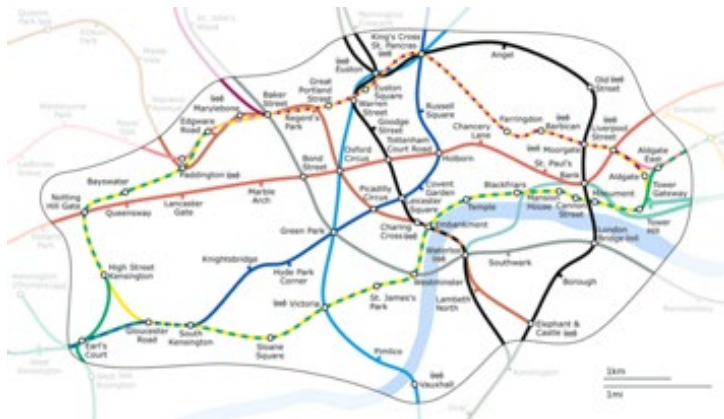 King's Cross
St. Pancras
Euston
Angel
Old
Street
Great
Portland
Street
Euston
Square
Warren
Street
Baker
Street
Marylebone
Regent's
Park
Edgware
Road
Goodge
Street
Russell
Square
Farringdon
Barbican
Moorgate
Liverpool
Street
Aldgate
East
Aldgate
Chancery
Lane
Tottenham
Court Road
Holborn
Oxford
Circus
Bond
Street
Paddington
Bayswater
Notting
Hill Gate
Queensway
Lancaster
Gate
Marble
Arch
St. Paul's
Bank
Tower
Gateway
Tower
Hill
Monument
Cannon
Street
Mansion
House
Blackfriars
Temple
Covent
Garden
Leicester
Square
Picadilly
Circus
Charing
Cross
Embankment
Green Park
Hyde Park
Corner
Knightsbridge
High Street
Kensington
Waterloo
Southwark
London
Bridge
Westminster
St. James's
Park
Victoria
Lambeth
North
Borough
Elephant &
Castle
Earl's
Court
Gloucester
Road
South
Kensington
Sloane
Square
Pimlico
Vauxhall
Kennington
1km
1mi